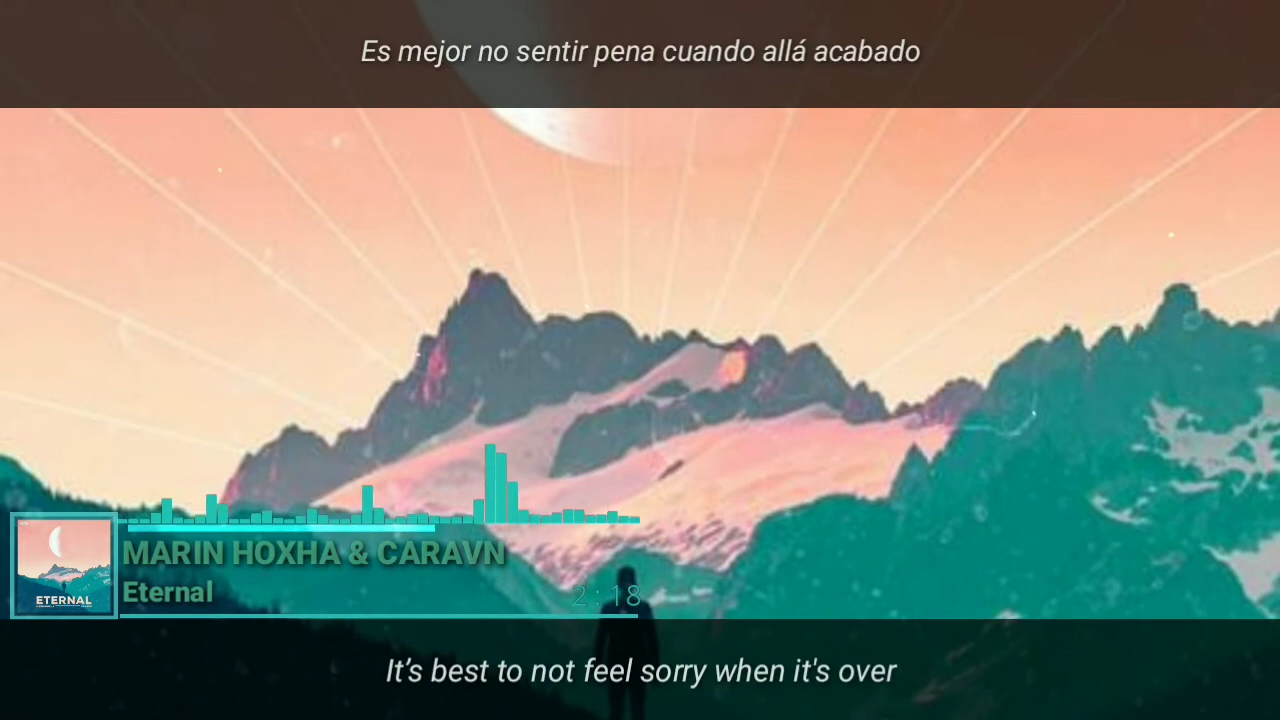 Es mejor no sentir pena cuando allá acabado
MARIN HOXHA & CARAVN
Eternal
ETERNAL
2:18
It’s best to not feel sorry when it's over